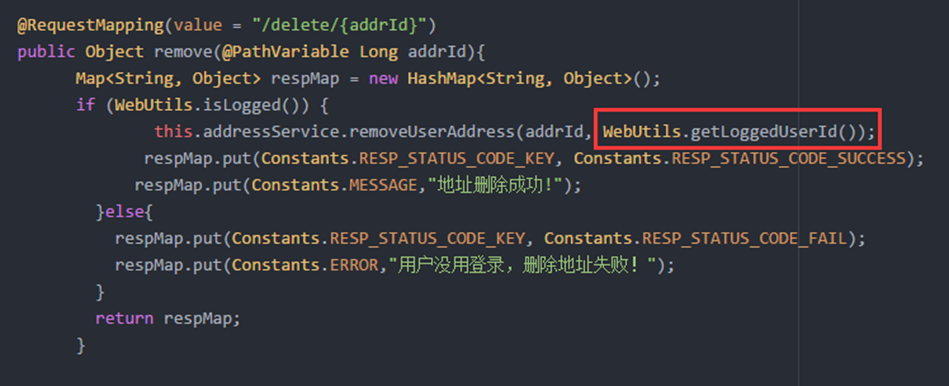 @RequestMapping(value = "/delete/{addrId}")
public Object remove(@PathVariable Long addrId){
Map<String, Object> respMap = new HashMap<String, Object>();
if (WebUtils.isLogged()) {
this.addressService.removeUserAddress(addrId, WebUtils.getLoggedUserId());
respMap.put(Constants.RESP_STATUS_CODE_KEY, Constants.RESP_STATUS_CODE_SUCCESS);
respMap.put(Constants.MESSAGE,"地址删除成功!");
}else{
respMap.put(Constants.RESP_STATUS_CODE_KEY, Constants.RESP_STATUS_CODE_FAIL);
respMap.put(Constants.ERROR,"用户没用登录，删除地址失败！");
}
return respMap;
}